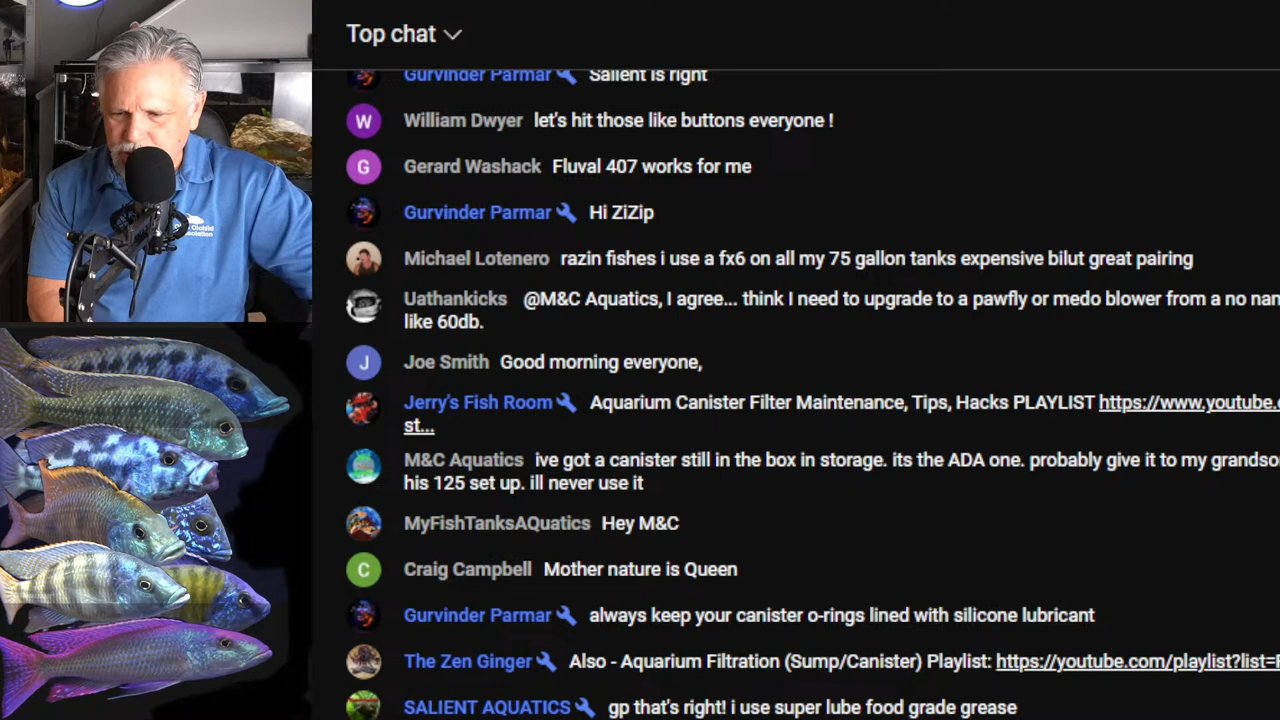 Top chat
Gurvinder Parmar Salient is right
W William Dwyer let's hit those like buttons everyone !
G Gerard Washack Fluval 407 works for me
Gurvinder Parmar Hi ZiZip
Michael Lotenero razin fishes i use a fx6 on all my 75 gallon tanks expensive bilut great pairing
Uathankicks @M&C Aquatics, I agree... think I need to upgrade to a pawfly or medo blower from a no nan
like 60db.
J Joe Smith Good morning everyone,
Jerry's Fish Room Aquarium Canister Filter Maintenance, Tips, Hacks PLAYLIST https://www.youtube.c
st...
M&C Aquatics ive got a canister still in the box in storage. its the ADA one. probably give it to my grandso
his 125 set up. ill never use it
MyFishTanksAQuatics Hey M&C
C Craig Campbell Mother nature is Queen
Gurvinder Parmar always keep your canister o-rings lined with silicone lubricant
The Zen Ginger Also - Aquarium Filtration (Sump/Canister) Playlist: https://youtube.com/playlist?list=P
SALIENT AQUATICS gp that's right! i use super lube food grade grease